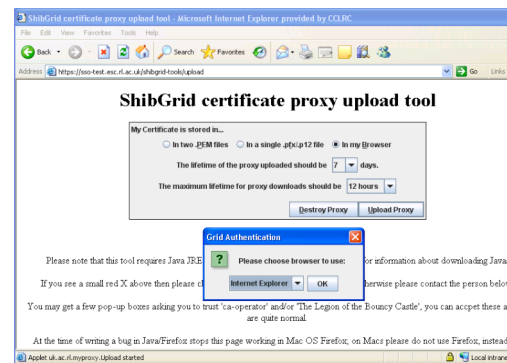 ShibGrid certificate proxy upload tool - Microsoft Internet Explorer provided by CCLRC
File Edit View Favorites Tools Help
Back Search Favorites
Address https://sso-test.esc.rl.ac.uk/shibgrid-tools/upload Go Links
ShibGrid certificate proxy upload tool
My Certificate is stored in...
In two .PEM files In a single .pfx/.p12 file In my Browser
The lifetime of the proxy uploaded should be 7 days.
The maximum lifetime for proxy downloads should be 12 hours
Destroy Proxy Upload Proxy
Grid Authentication
Please note that this tool requires Java JRE Please choose browser to use: or information about downloading Java
If you see a small red X above then please cl Internet Explorer OK herwise please contact the person below
You may get a few pop-up boxes asking you to trust 'ca-operator' and/or 'The Legion of the Bouncy Castle', you can accpet these a
are quite normal.
At the time of writing a bug in Java/Firefox stops this page working in Mac OS Firefox, on Macs please do not use Firefox, instead
Applet uk.ac.rl.myproxy.Upload started Local intranet